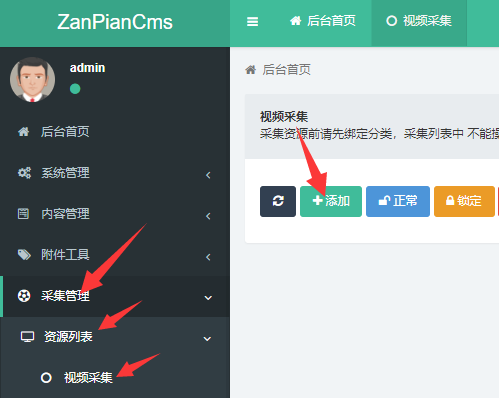 ZanPianCms
后台首页
视频采集
admin
后台首页
系统管理
内容管理
附件工具
采集管理
资源列表
视频采集
后台首页
视频采集
采集资源前请先绑定分类，采集列表中 不能
添加
正常
锁定